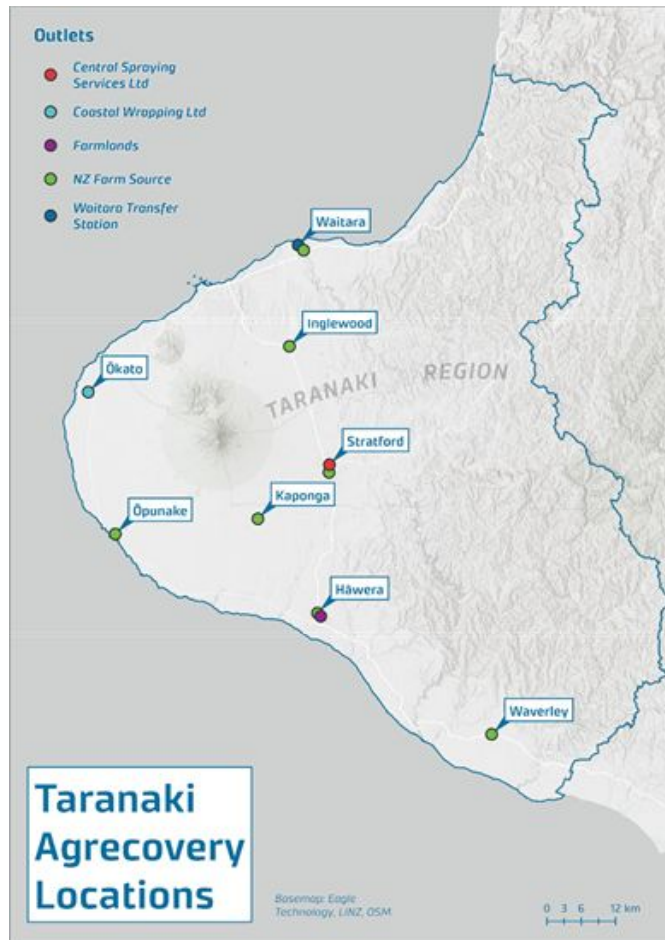 Outlets
Central Spraying
Services Ltd
Coastal Wrapping Ltd
Farmlands
NZ Farm Source
Waitara Transfer
Station
Waitara
Inglewood
Ōkato
TARANAKI REGION
Stratford
Kaponga
Ōpunake
Hāwera
Waverley
Taranaki
Agrecovery
Locations
Basemap: Eagle
Technology, LINZ, OSM
0 3 6 12 km